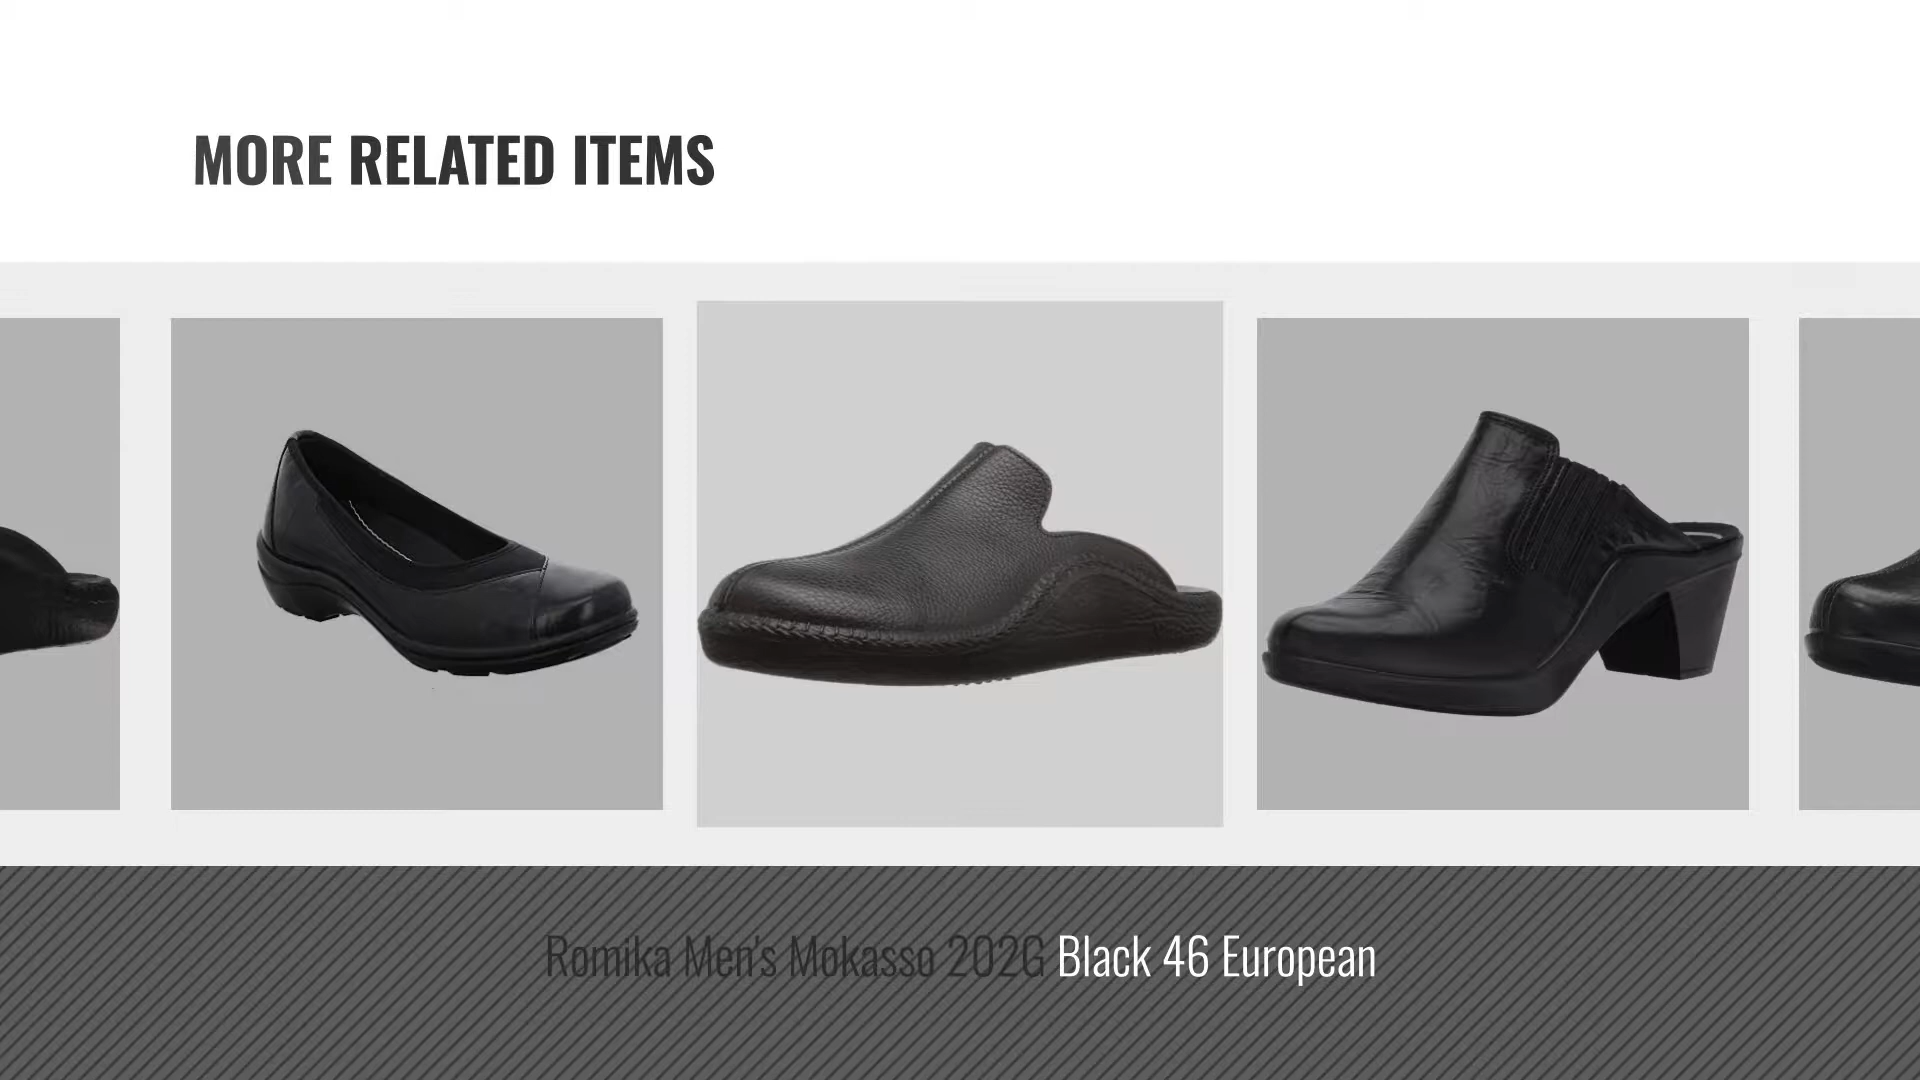 MORE RELATED ITEMS
Romika Men's Mokasso 202G Black 46 European